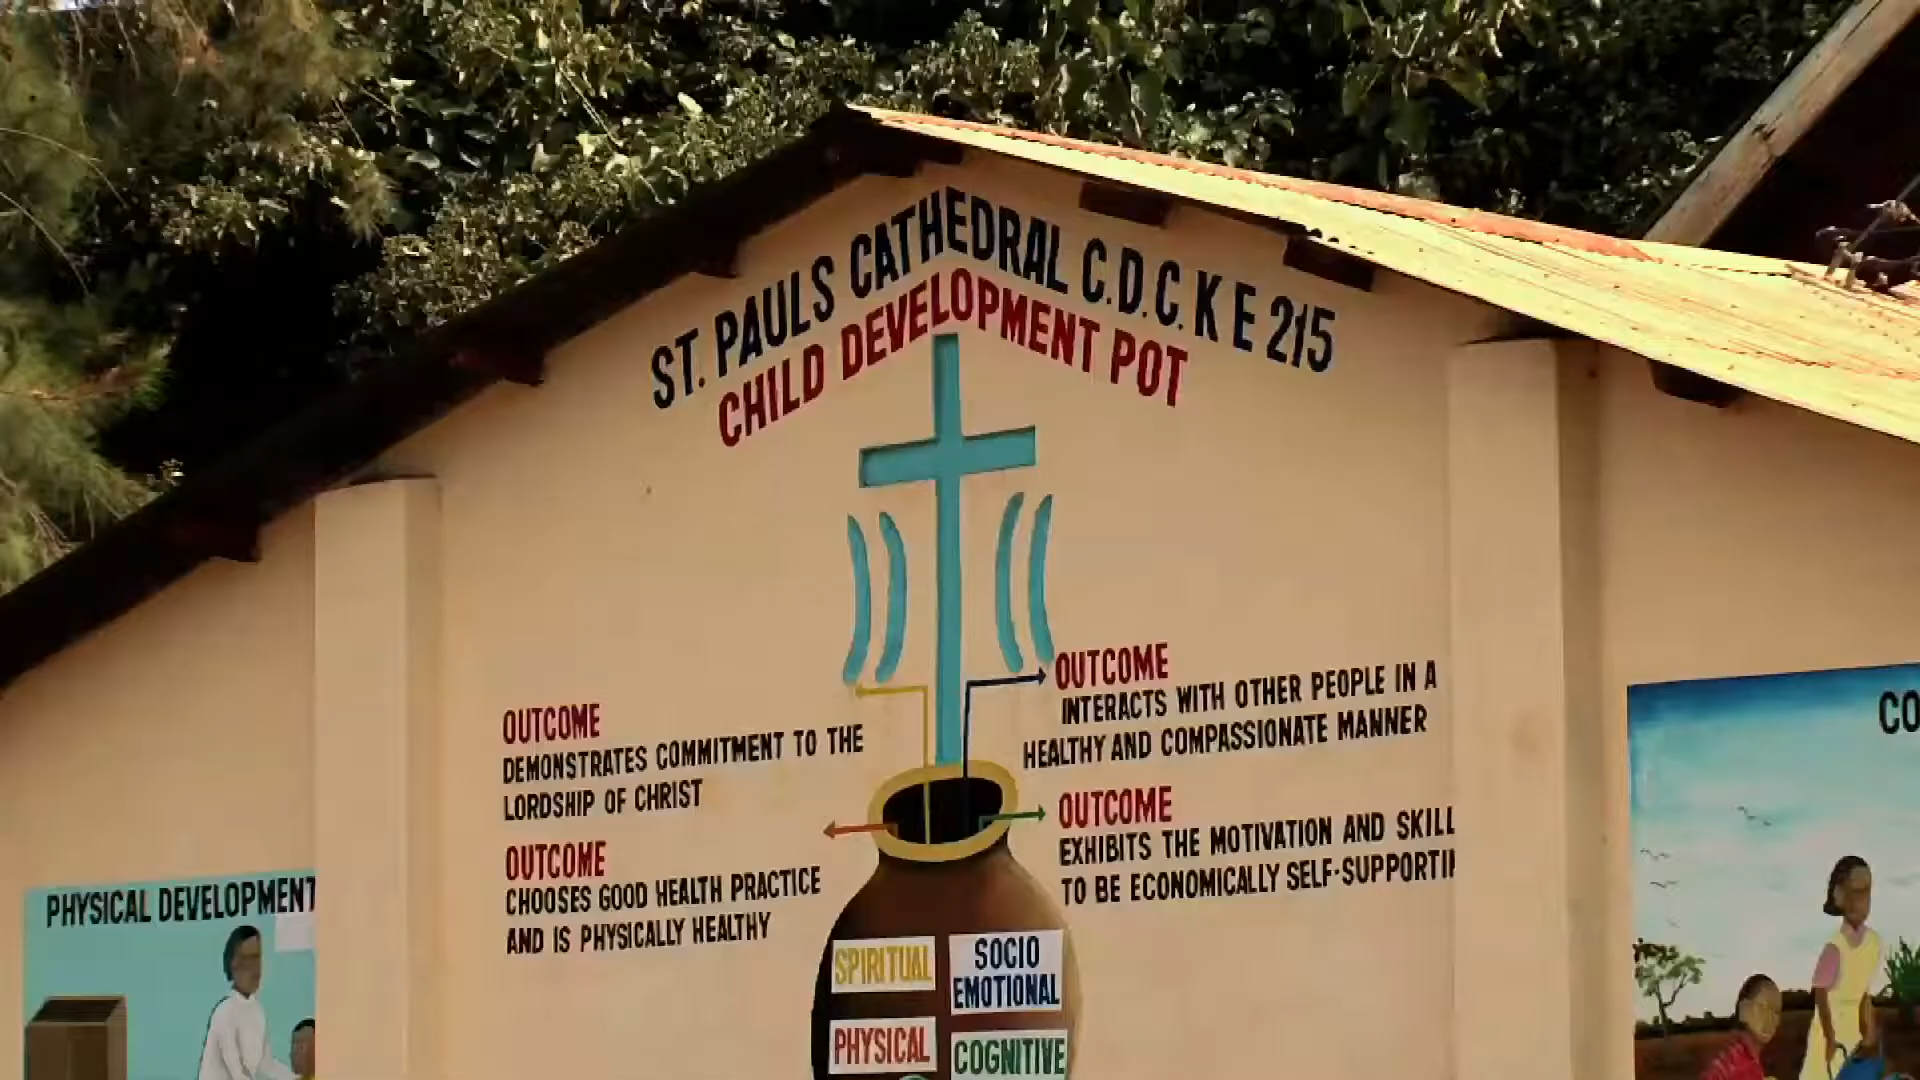 ST. PAULS CATHEDRAL C.D.C. K E 215
CHILD DEVELOPMENT POT
OUTCOME
DEMONSTRATES COMMITMENT TO THE
LORDSHIP OF CHRIST
OUTCOME
CHOOSES GOOD HEALTH PRACTICE
AND IS PHYSICALLY HEALTHY
OUTCOME
INTERACTS WITH OTHER PEOPLE IN A
HEALTHY AND COMPASSIONATE MANNER
OUTCOME
EXHIBITS THE MOTIVATION AND SKILL
TO BE ECONOMICALLY SELF-SUPPORTIN
SPIRITUAL
SOCIO
EMOTIONAL
PHYSICAL
COGNITIVE
PHYSICAL DEVELOPMENT
CO